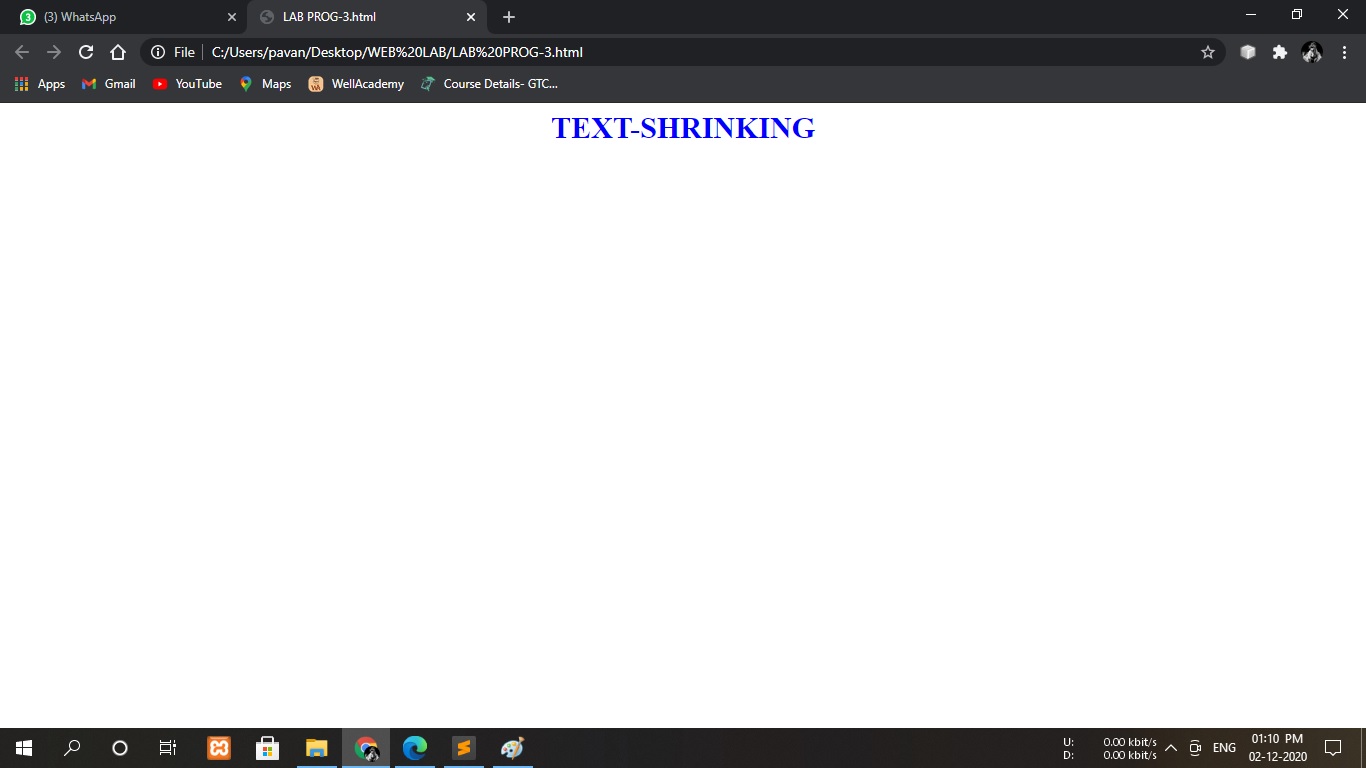 3 (3) WhatsApp
LAB PROG-3.html
File C:/Users/pavan/Desktop/WEB%20LAB/LAB%20PROG-3.html
Apps Gmail YouTube Maps WellAcademy Course Details- GTC...
TEXT-SHRINKING
U: 0.00 kbit/s
D: 0.00 kbit/s
ENG
01:10 PM
02-12-2020